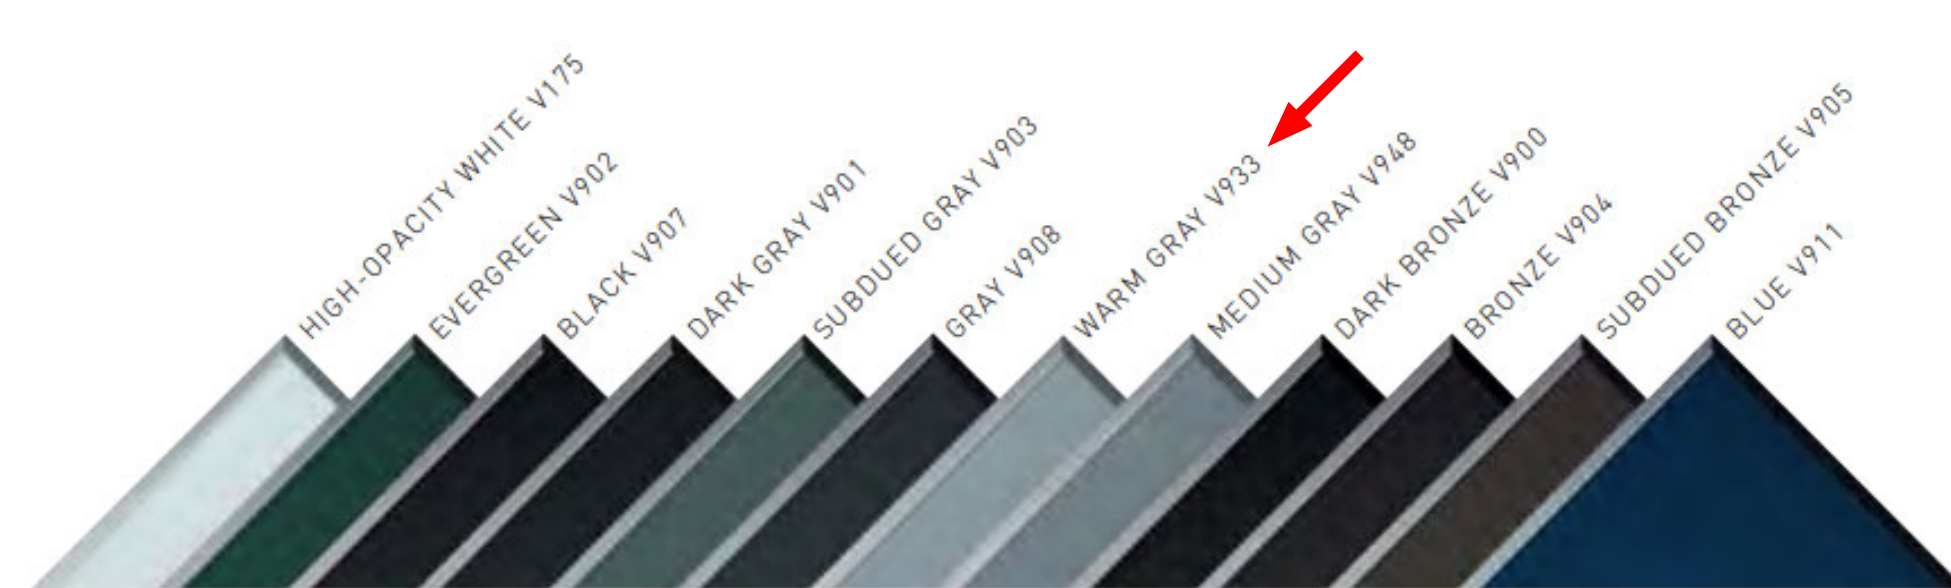 HIGH-OPACITY WHITE V175
EVERGREEN V902
BLACK V907
DARK GRAY V901
SUBDUED GRAY V903
GRAY V908
WARM GRAY V933
MEDIUM GRAY V948
DARK BRONZE V900
BRONZE V904
SUBDUED BRONZE V905
BLUE V911